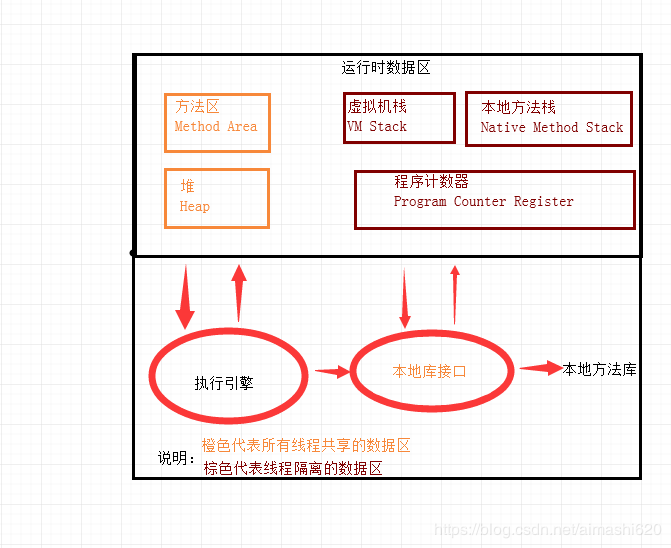 运行时数据区
方法区
Method Area
虚拟机栈
VM Stack
本地方法栈
Native Method Stack
堆
Heap
程序计数器
Program Counter Register
执行引擎
本地库接口
本地方法库
说明：
橙色代表所有线程共享的数据区
棕色代表线程隔离的数据区
https://blog.csdn.net/aimashi620